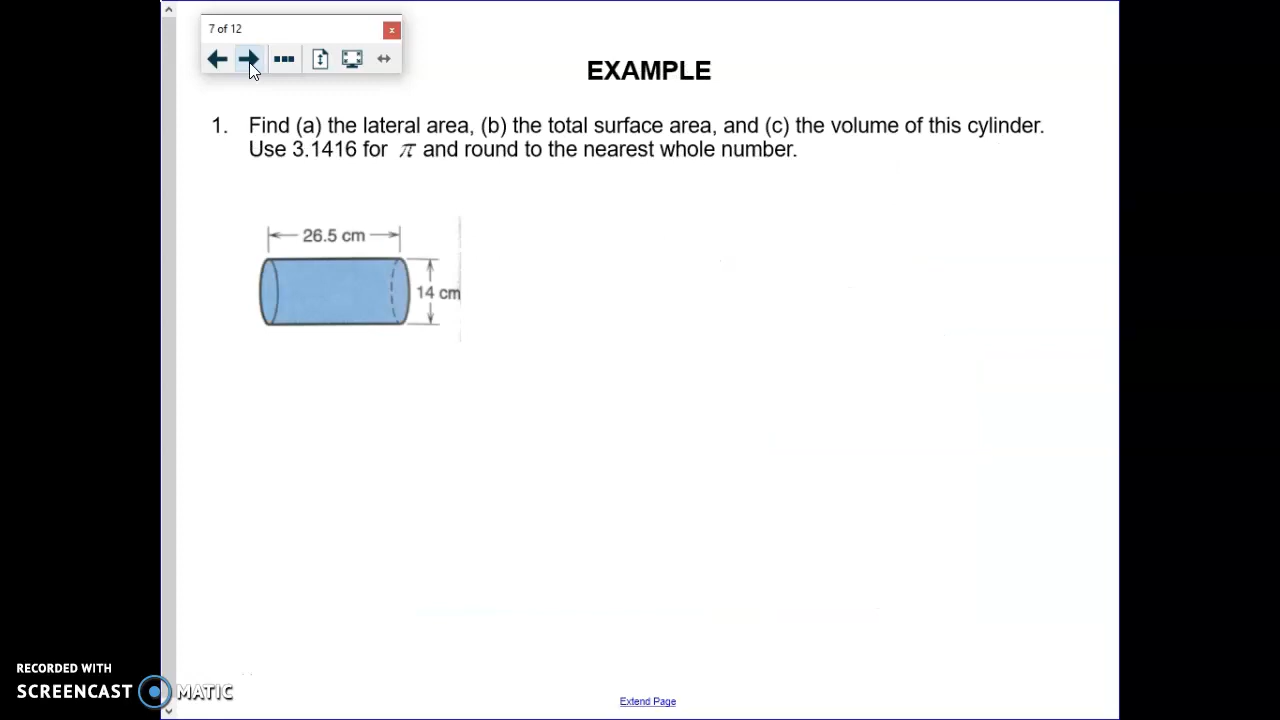 7 of 12
x
EXAMPLE
1. Find (a) the lateral area, (b) the total surface area, and (c) the volume of this cylinder.
Use 3.1416 for π and round to the nearest whole number.
26.5 cm
14 cm
RECORDED WITH
SCREENCAST MATIC
Extend Page